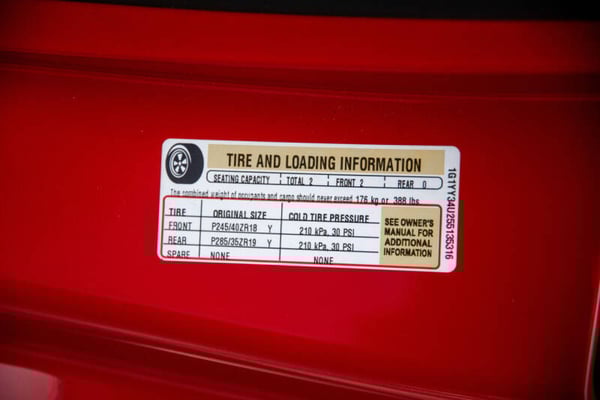 TIRE AND LOADING INFORMATION
SEATING CAPACITY TOTAL 2 FRONT 2 REAR 0
The combined weight of occupants and cargo should never exceed 176 kg or 388 lbs.
TIRE ORIGINAL SIZE COLD TIRE PRESSURE
FRONT P245/40ZR18 Y 210 kPa, 30 PSI
REAR P285/35ZR19 Y 210 kPa, 30 PSI
SPARE NONE NONE
SEE OWNER'S
MANUAL FOR
ADDITIONAL
INFORMATION
1G1YY34U255135316